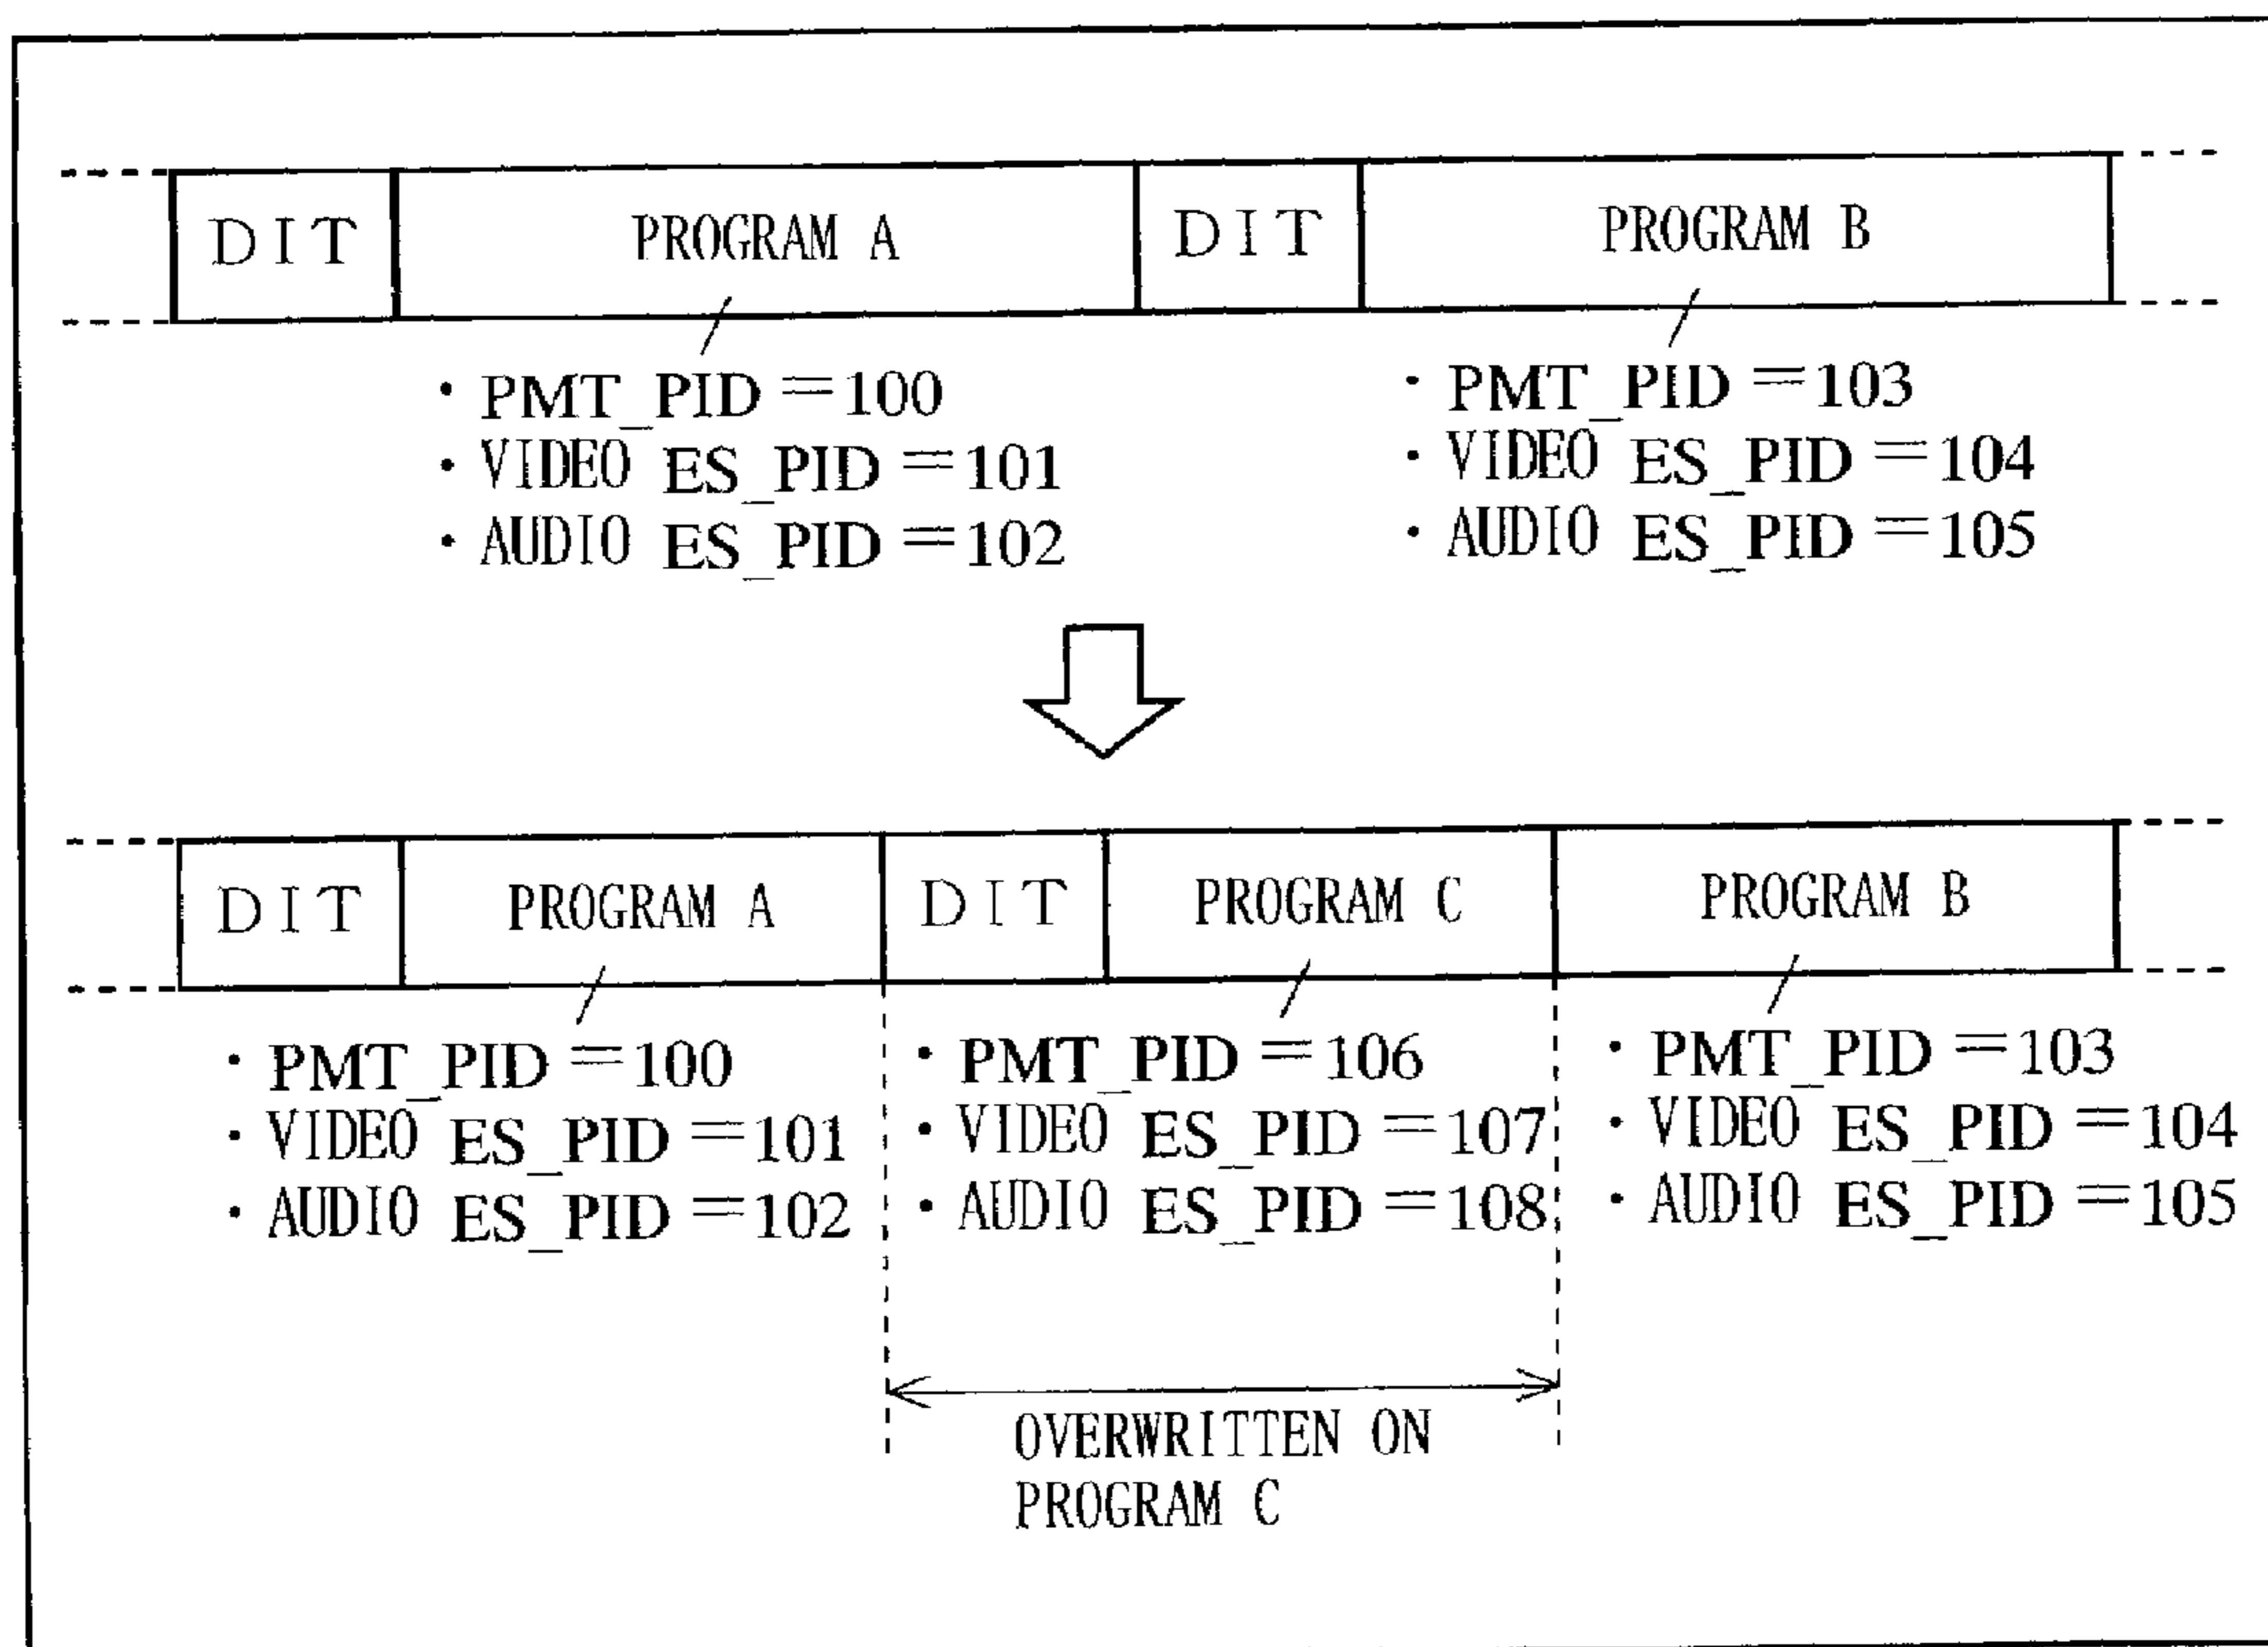 DIT PROGRAM A DIT PROGRAM B
・PMT_PID=100
・VIDEO ES_PID=101
・AUDIO ES_PID=102
・PMT_PID=103
・VIDEO ES_PID=104
・AUDIO ES_PID=105
DIT PROGRAM A DIT PROGRAM C PROGRAM B
・PMT_PID=100
・VIDEO ES_PID=101
・AUDIO ES_PID=102
・PMT_PID=106
・VIDEO ES_PID=107
・AUDIO ES_PID=108
・PMT_PID=103
・VIDEO ES_PID=104
・AUDIO ES_PID=105
OVERWRITTEN ON
PROGRAM C